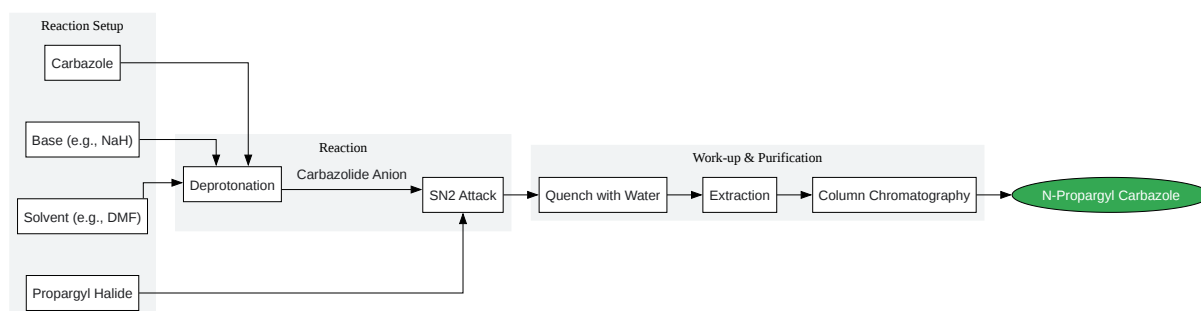 Reaction Setup
Carbazole
Base (e.g., NaH)
Solvent (e.g., DMF)
Propargyl Halide
Reaction
Deprotonation
Carbazolide Anion
SN2 Attack
Work-up & Purification
Quench with Water
Extraction
Column Chromatography
N-Propargyl Carbazole